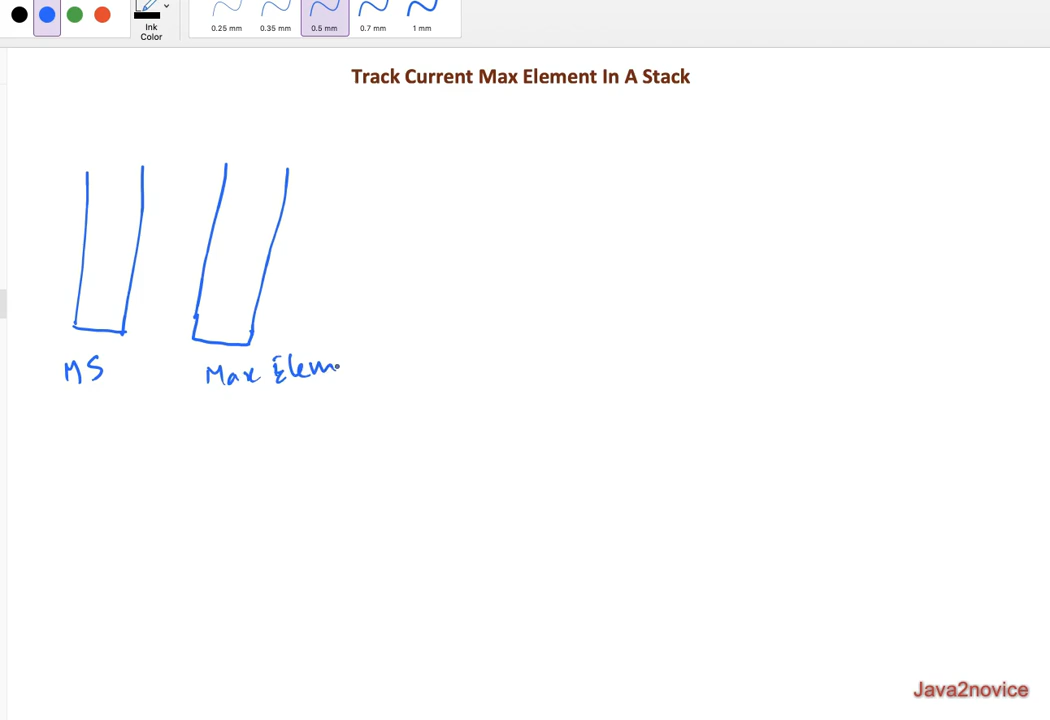 Ink
Color
0.25 mm
0.35 mm
0.5 mm
0.7 mm
1 mm
Track Current Max Element In A Stack
MS
Max Elem
Java2novice